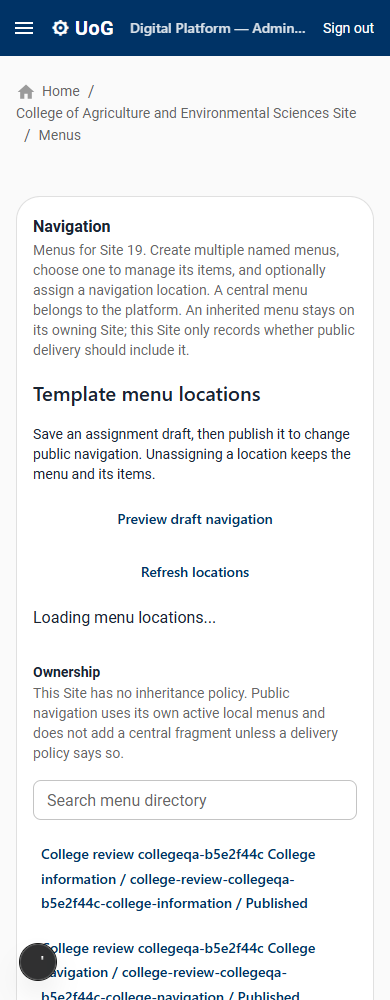 UoG Digital Platform — Admin... Sign out
Home /
College of Agriculture and Environmental Sciences Site
/ Menus
Navigation
Menus for Site 19. Create multiple named menus,
choose one to manage its items, and optionally
assign a navigation location. A central menu
belongs to the platform. An inherited menu stays on
its owning Site; this Site only records whether public
delivery should include it.
Template menu locations
Save an assignment draft, then publish it to change
public navigation. Unassigning a location keeps the
menu and its items.
Preview draft navigation
Refresh locations
Loading menu locations...
Ownership
This Site has no inheritance policy. Public
navigation uses its own active local menus and
does not add a central fragment unless a delivery
policy says so.
Search menu directory
College review collegeqa-b5e2f44c College
information / college-review-collegeqa-
b5e2f44c-college-information / Published
College review collegeqa-b5e2f44c College
navigation / college-review-collegeqa-
b5e2f44c-college-navigation / Published